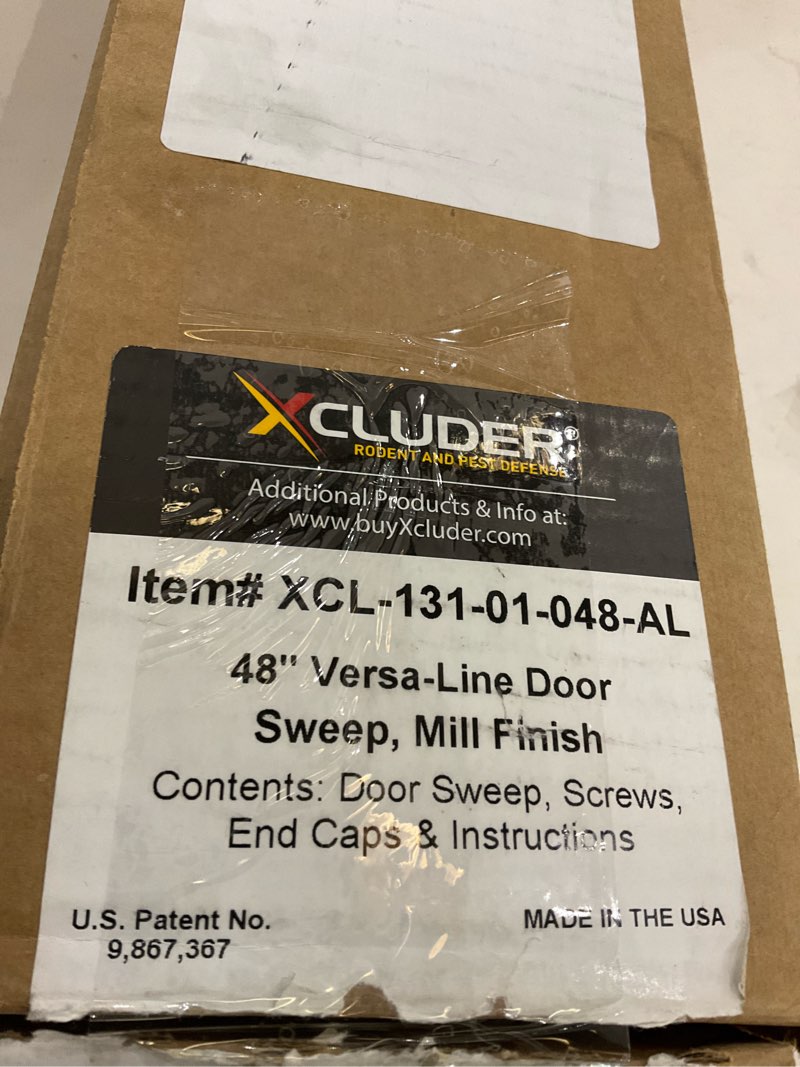 XCLUDER®
RODENT AND PEST DEFENSE
Additional Products & Info at:
www.buyXcluder.com
Item# XCL-131-01-048-AL
48" Versa-Line Door
Sweep, Mill Finish
Contents: Door Sweep, Screws,
End Caps & Instructions
U.S. Patent No.
9,867,367
MADE IN THE USA